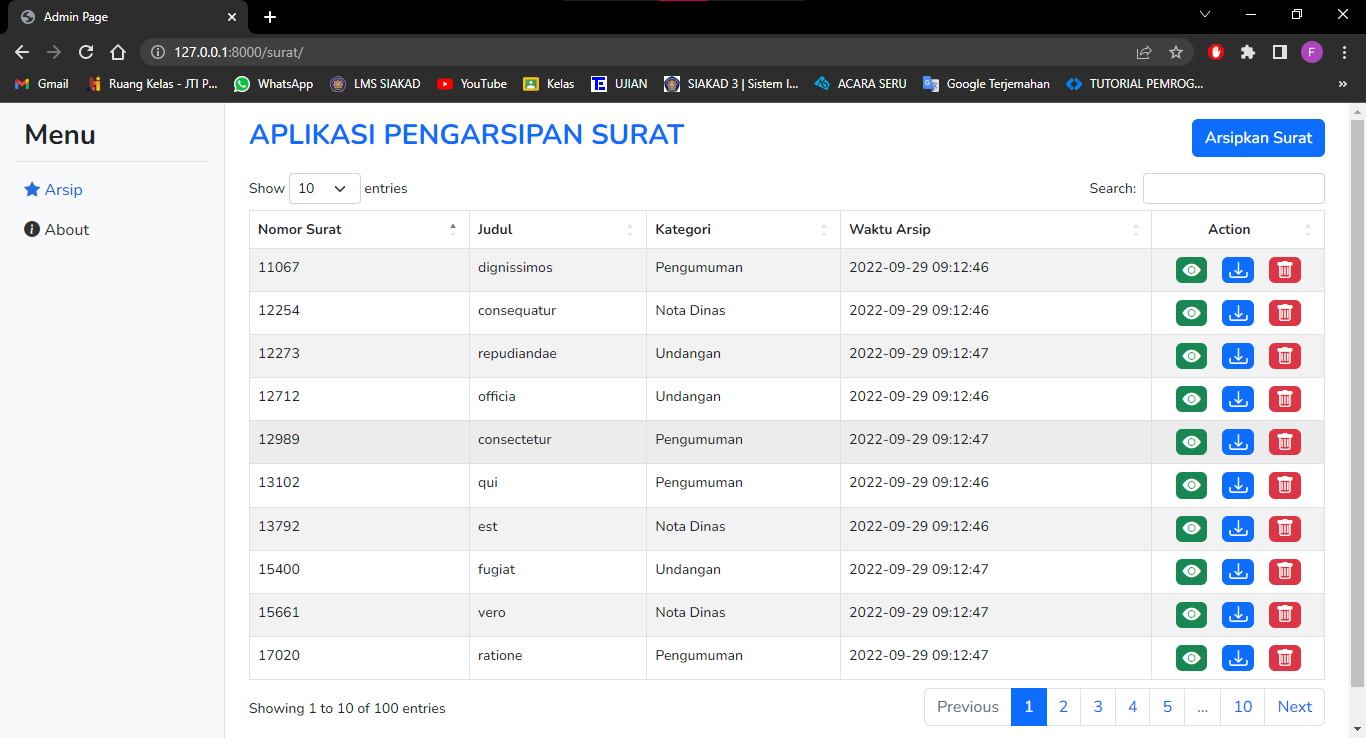 Admin Page
127.0.0.1:8000/surat/
F
Gmail Ruang Kelas - JTI P... WhatsApp LMS SIAKAD YouTube Kelas UJIAN SIAKAD 3 | Sistem I... ACARA SERU Google Terjemahan TUTORIAL PEMROG... »
Menu
Arsip
About
APLIKASI PENGARSIPAN SURAT
Arsipkan Surat
Show 10 entries
Search:
Nomor Surat Judul Kategori Waktu Arsip Action
11067 dignissimos Pengumuman 2022-09-29 09:12:46
12254 consequatur Nota Dinas 2022-09-29 09:12:46
12273 repudiandae Undangan 2022-09-29 09:12:47
12712 officia Undangan 2022-09-29 09:12:46
12989 consectetur Pengumuman 2022-09-29 09:12:47
13102 qui Pengumuman 2022-09-29 09:12:46
13792 est Nota Dinas 2022-09-29 09:12:46
15400 fugiat Undangan 2022-09-29 09:12:47
15661 vero Nota Dinas 2022-09-29 09:12:47
17020 ratione Pengumuman 2022-09-29 09:12:47
Showing 1 to 10 of 100 entries
Previous 1 2 3 4 5 ... 10 Next